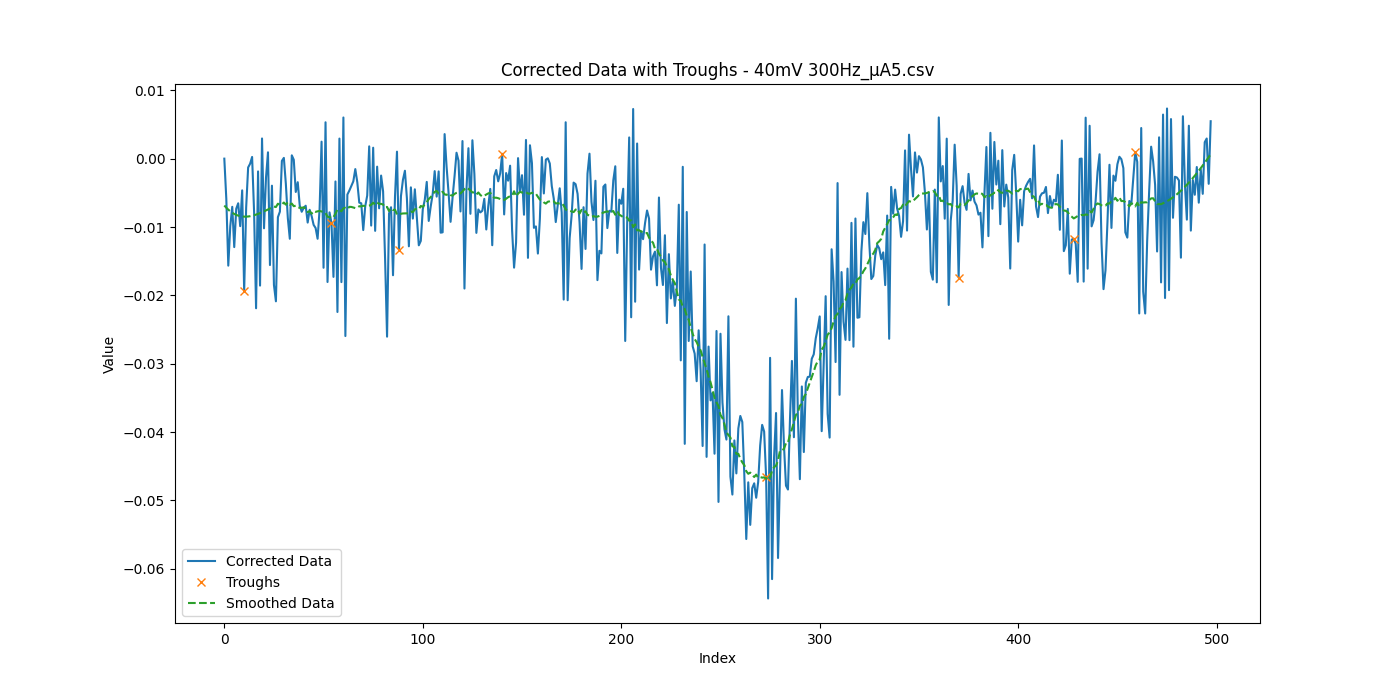 Corrected Data with Troughs - 40mV 300Hz_µA5.csv
0.01
0.00
−0.01
−0.02
−0.03
−0.04
−0.05
−0.06
Value
Corrected Data
Troughs
Smoothed Data
0 100 200 300 400 500
Index